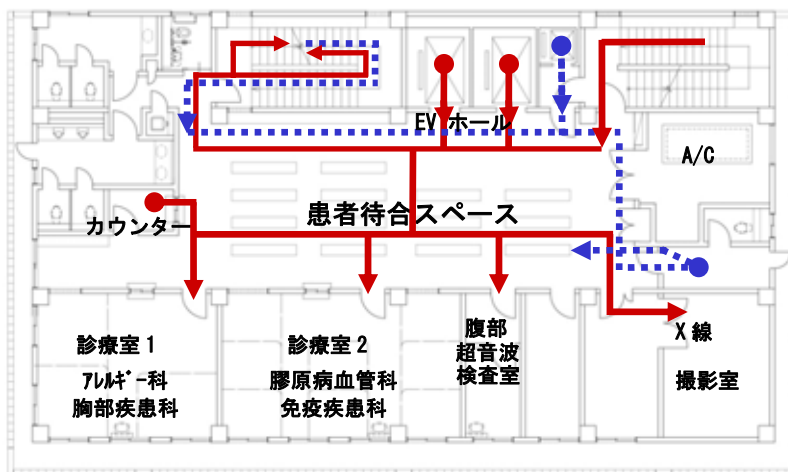 EV ホール
A/C
患者待合スペース
カウンター
診療室 1
ｱﾚﾙｷﾞｰ科
胸部疾患科
診療室 2
膠原病血管科
免疫疾患科
腹部
超音波
検査室
X 線
撮影室